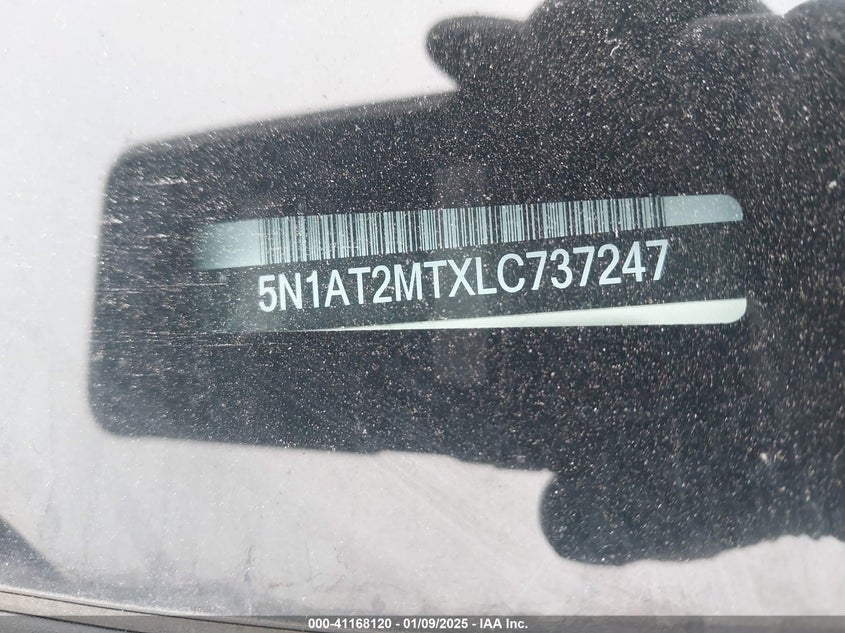 5N1AT2MTXLC737247
000-41168120 - 01/09/2025 - IAA Inc.